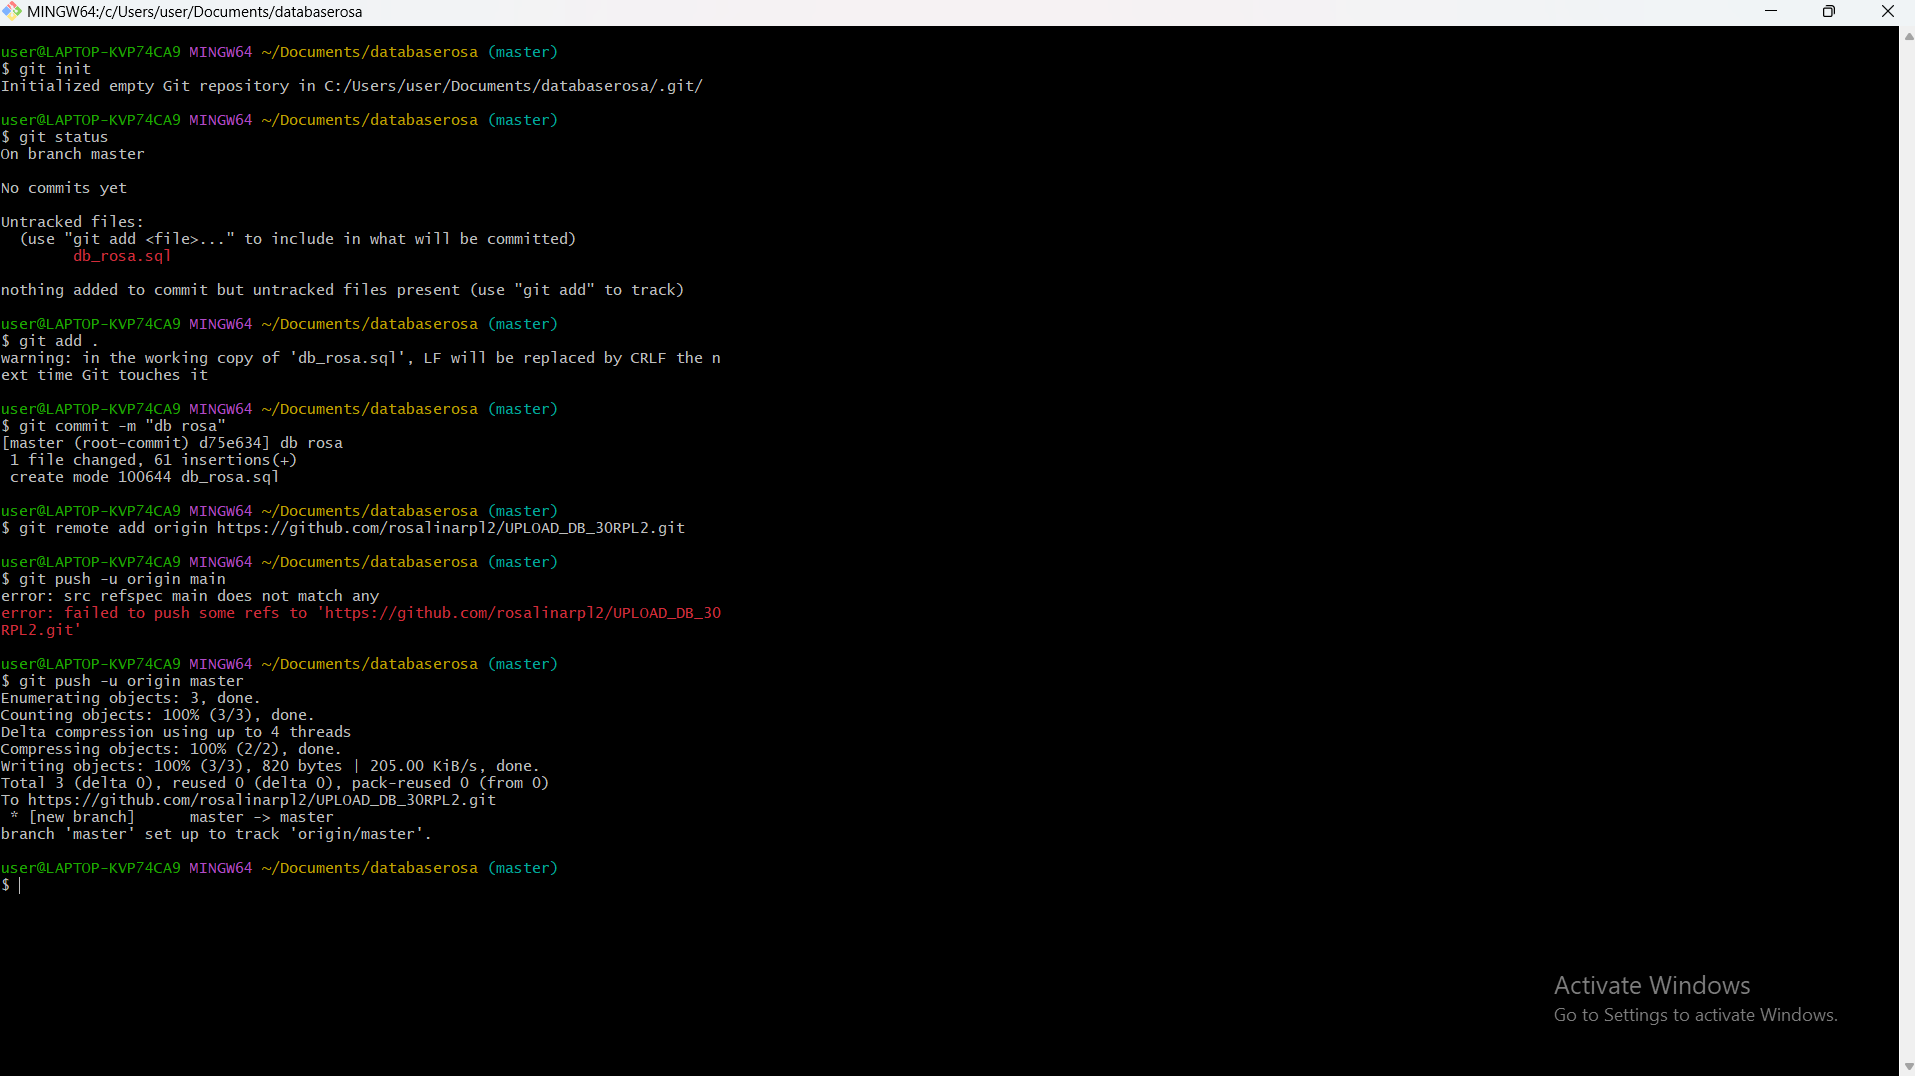 MINGW64:/c/Users/user/Documents/databaserosa
user@LAPTOP-KVP74CA9 MINGW64 ~/Documents/databaserosa (master)
$ git init
Initialized empty Git repository in C:/Users/user/Documents/databaserosa/.git/
user@LAPTOP-KVP74CA9 MINGW64 ~/Documents/databaserosa (master)
$ git status
On branch master
No commits yet
Untracked files:
  (use "git add <file>..." to include in what will be committed)
        db_rosa.sql
nothing added to commit but untracked files present (use "git add" to track)
user@LAPTOP-KVP74CA9 MINGW64 ~/Documents/databaserosa (master)
$ git add .
warning: in the working copy of 'db_rosa.sql', LF will be replaced by CRLF the n
ext time Git touches it
user@LAPTOP-KVP74CA9 MINGW64 ~/Documents/databaserosa (master)
$ git commit -m "db rosa"
[master (root-commit) d75e634] db rosa
 1 file changed, 61 insertions(+)
 create mode 100644 db_rosa.sql
user@LAPTOP-KVP74CA9 MINGW64 ~/Documents/databaserosa (master)
$ git remote add origin https://github.com/rosalinarpl2/UPLOAD_DB_30RPL2.git
user@LAPTOP-KVP74CA9 MINGW64 ~/Documents/databaserosa (master)
$ git push -u origin main
error: src refspec main does not match any
error: failed to push some refs to 'https://github.com/rosalinarpl2/UPLOAD_DB_30
RPL2.git'
user@LAPTOP-KVP74CA9 MINGW64 ~/Documents/databaserosa (master)
$ git push -u origin master
Enumerating objects: 3, done.
Counting objects: 100% (3/3), done.
Delta compression using up to 4 threads
Compressing objects: 100% (2/2), done.
Writing objects: 100% (3/3), 820 bytes | 205.00 KiB/s, done.
Total 3 (delta 0), reused 0 (delta 0), pack-reused 0 (from 0)
To https://github.com/rosalinarpl2/UPLOAD_DB_30RPL2.git
 * [new branch]      master -> master
branch 'master' set up to track 'origin/master'.
user@LAPTOP-KVP74CA9 MINGW64 ~/Documents/databaserosa (master)
$
Activate Windows
Go to Settings to activate Windows.